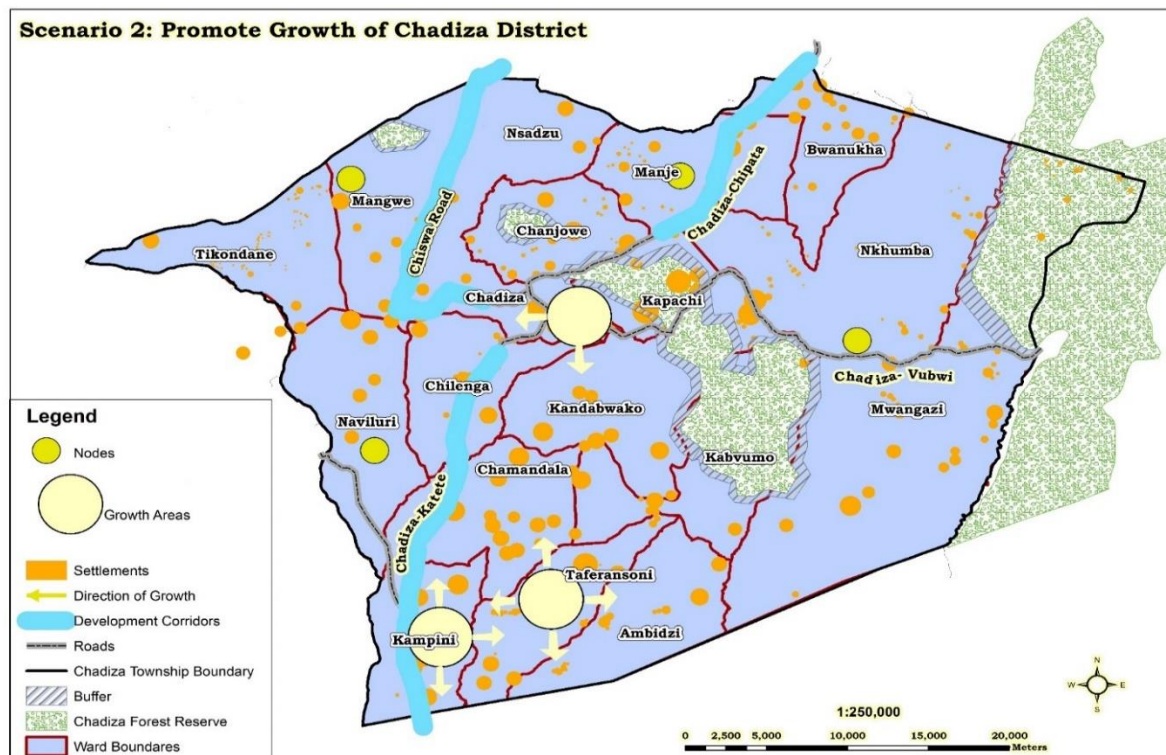 Scenario 2: Promote Growth of Chadiza District
Nsadzu
Bwanukha
Manje
Mangwe
Chadiza-Chipata
Chiswa Road
Chanjowe
Tikondane
Nkhumba
Kapachi
Chadiza
Chadiza- Vubwi
Chilenga
Kandabwako
Mwangazi
Naviluri
Kabvumo
Chamandala
Chadiza-Katete
Taferansoni
Kampini
Ambidzi
Legend
Nodes
Growth Areas
Settlements
Direction of Growth
Development Corridors
Roads
Chadiza Township Boundary
Buffer
Chadiza Forest Reserve
Ward Boundares
N
W E
S
1:250,000
0 2,500 5,000 10,000 15,000 20,000
Meters